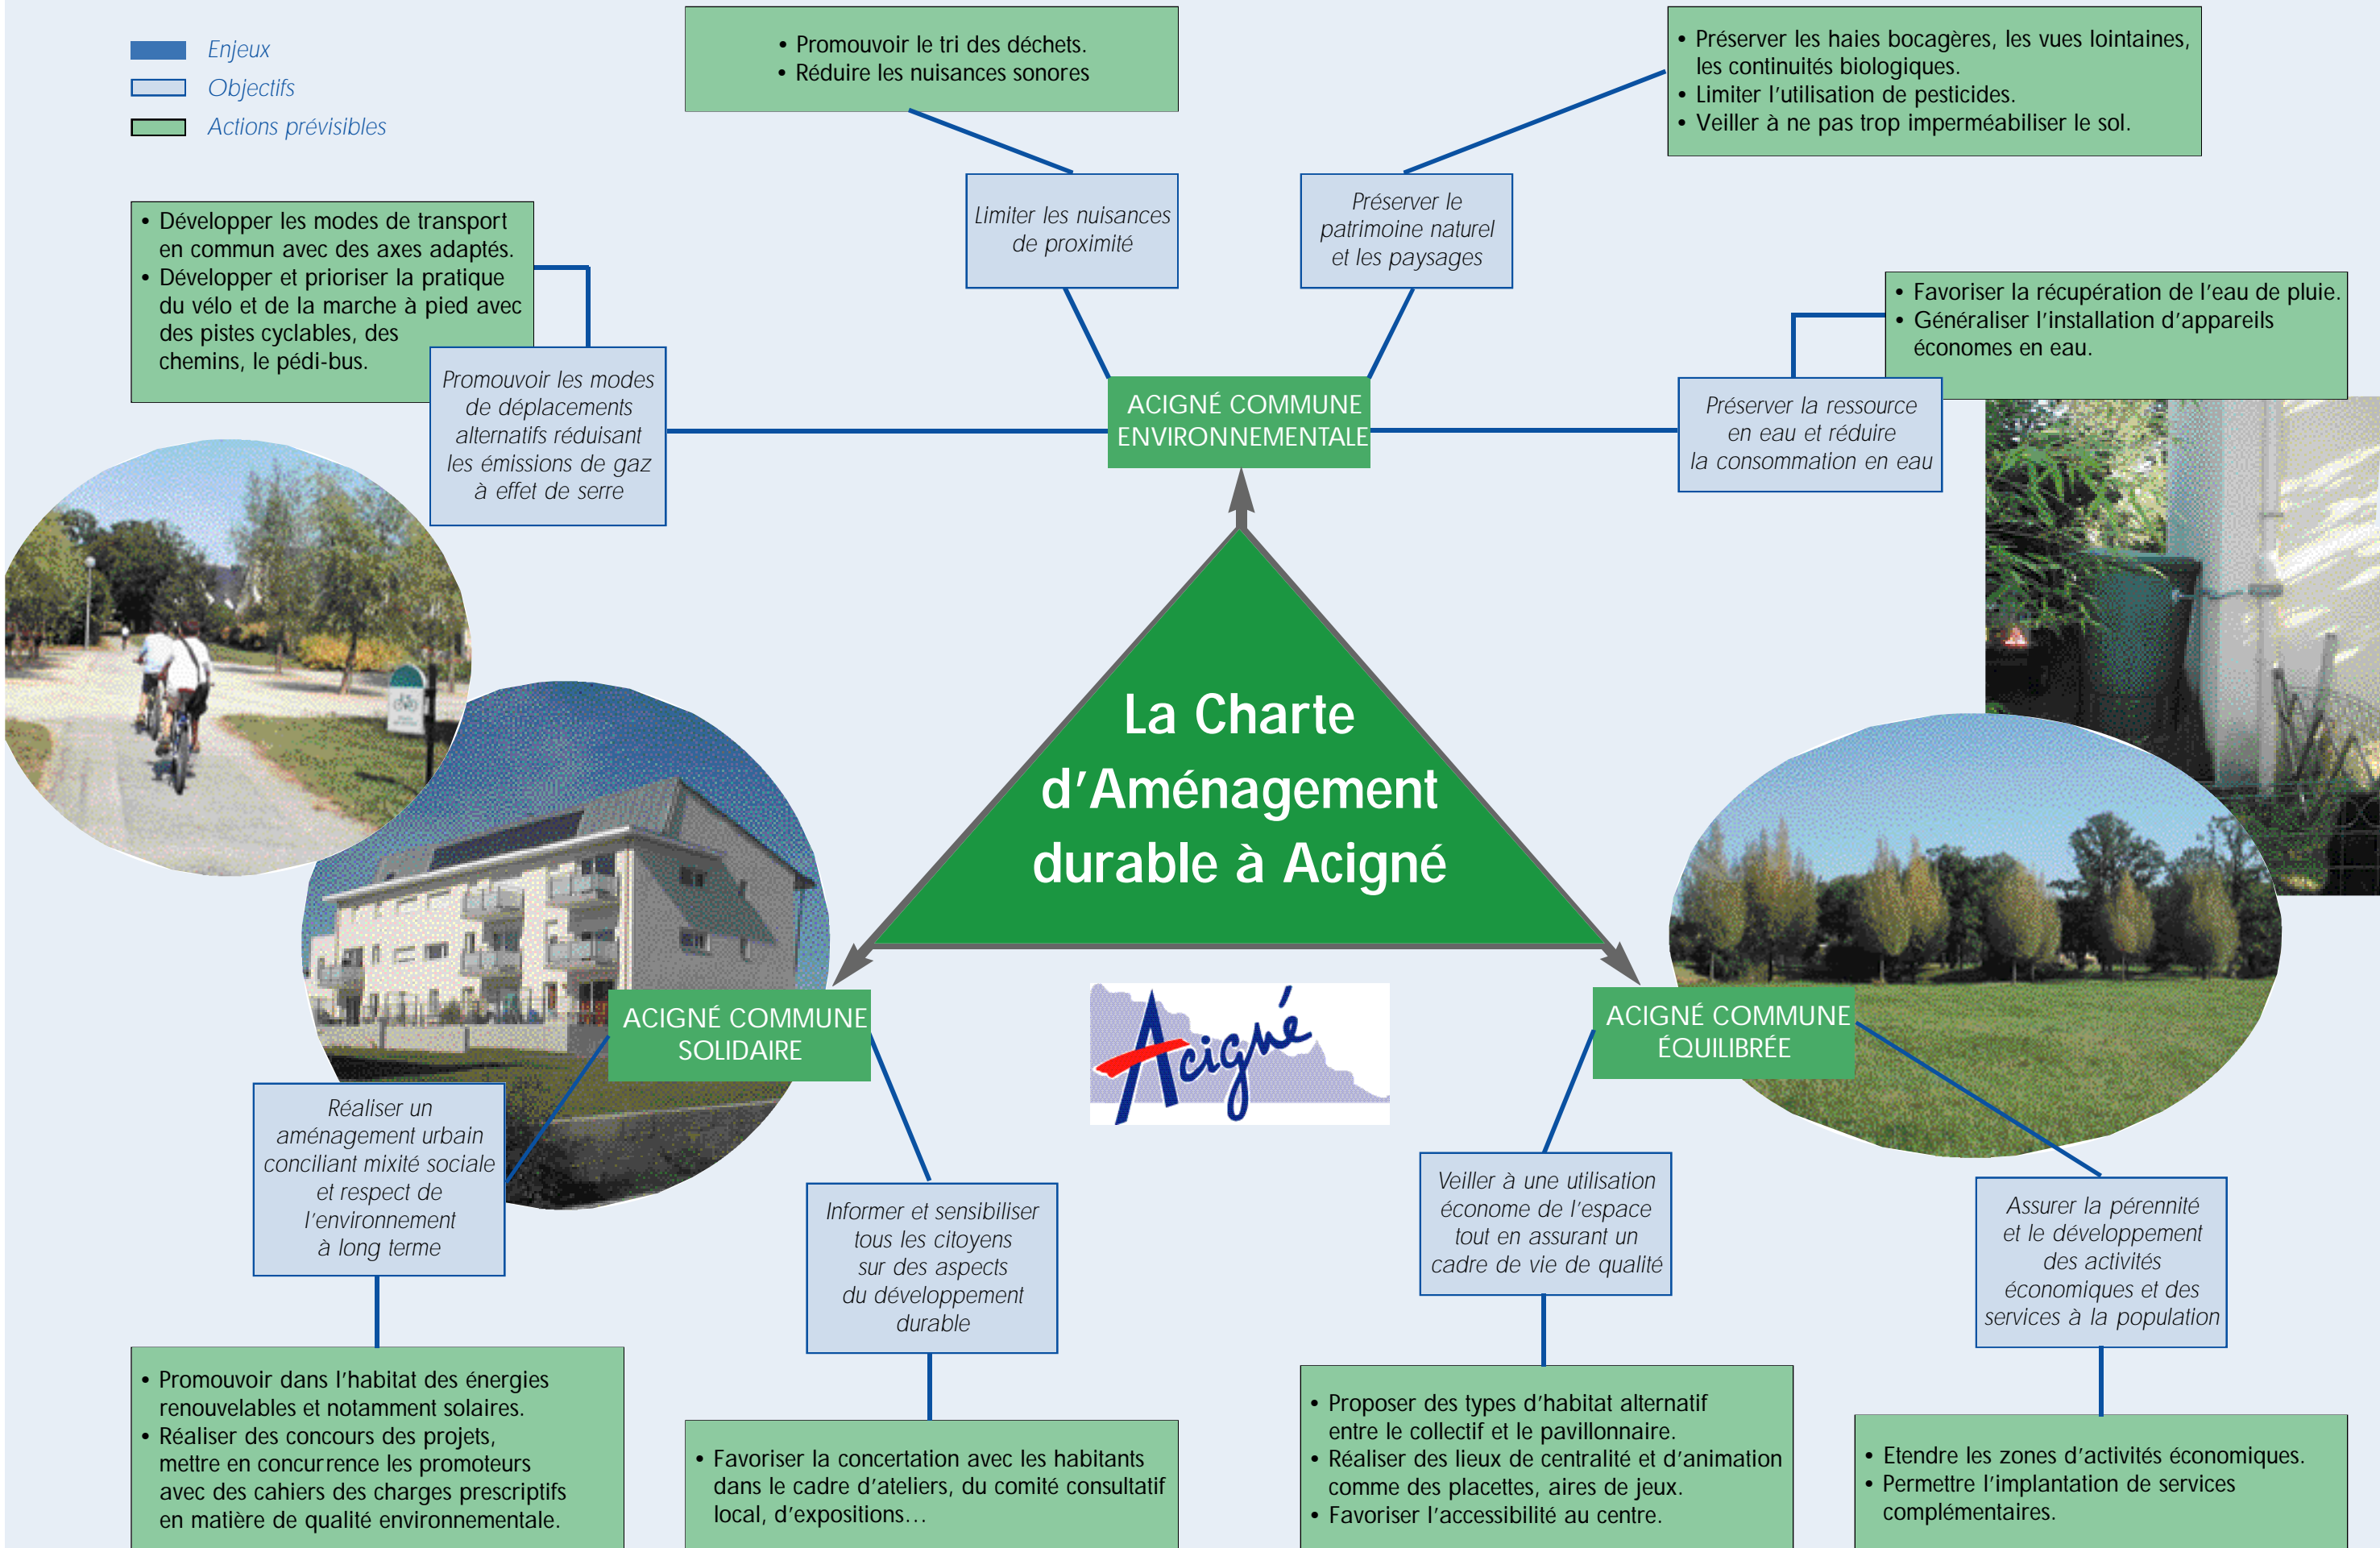 Enjeux
Objectifs
Actions prévisibles
• Promouvoir le tri des déchets.
• Réduire les nuisances sonores
• Préserver les haies bocagères, les vues lointaines,
les continuités biologiques.
• Limiter l'utilisation de pesticides.
• Veiller à ne pas trop imperméabiliser le sol.
Limiter les nuisances
de proximité
Préserver le
patrimoine naturel
et les paysages
• Développer les modes de transport
en commun avec des axes adaptés.
• Développer et prioriser la pratique
du vélo et de la marche à pied avec
des pistes cyclables, des
chemins, le pédi-bus.
• Favoriser la récupération de l'eau de pluie.
• Généraliser l'installation d'appareils
économes en eau.
Promouvoir les modes
de déplacements
alternatifs réduisant
les émissions de gaz
à effet de serre
ACIGNÉ COMMUNE
ENVIRONNEMENTALE
Préserver la ressource
en eau et réduire
la consommation en eau
La Charte
d'Aménagement
durable à Acigné
ACIGNÉ COMMUNE
SOLIDAIRE
Acigné
ACIGNÉ COMMUNE
ÉQUILIBRÉE
Réaliser un
aménagement urbain
conciliant mixité sociale
et respect de
l'environnement
à long terme
Informer et sensibiliser
tous les citoyens
sur des aspects
du développement
durable
Veiller à une utilisation
économe de l'espace
tout en assurant un
cadre de vie de qualité
Assurer la pérennité
et le développement
des activités
économiques et des
services à la population
• Promouvoir dans l'habitat des énergies
renouvelables et notamment solaires.
• Réaliser des concours des projets,
mettre en concurrence les promoteurs
avec des cahiers des charges prescriptifs
en matière de qualité environnementale.
• Favoriser la concertation avec les habitants
dans le cadre d'ateliers, du comité consultatif
local, d'expositions…
• Proposer des types d'habitat alternatif
entre le collectif et le pavillonnaire.
• Réaliser des lieux de centralité et d'animation
comme des placettes, aires de jeux.
• Favoriser l'accessibilité au centre.
• Etendre les zones d'activités économiques.
• Permettre l'implantation de services
complémentaires.